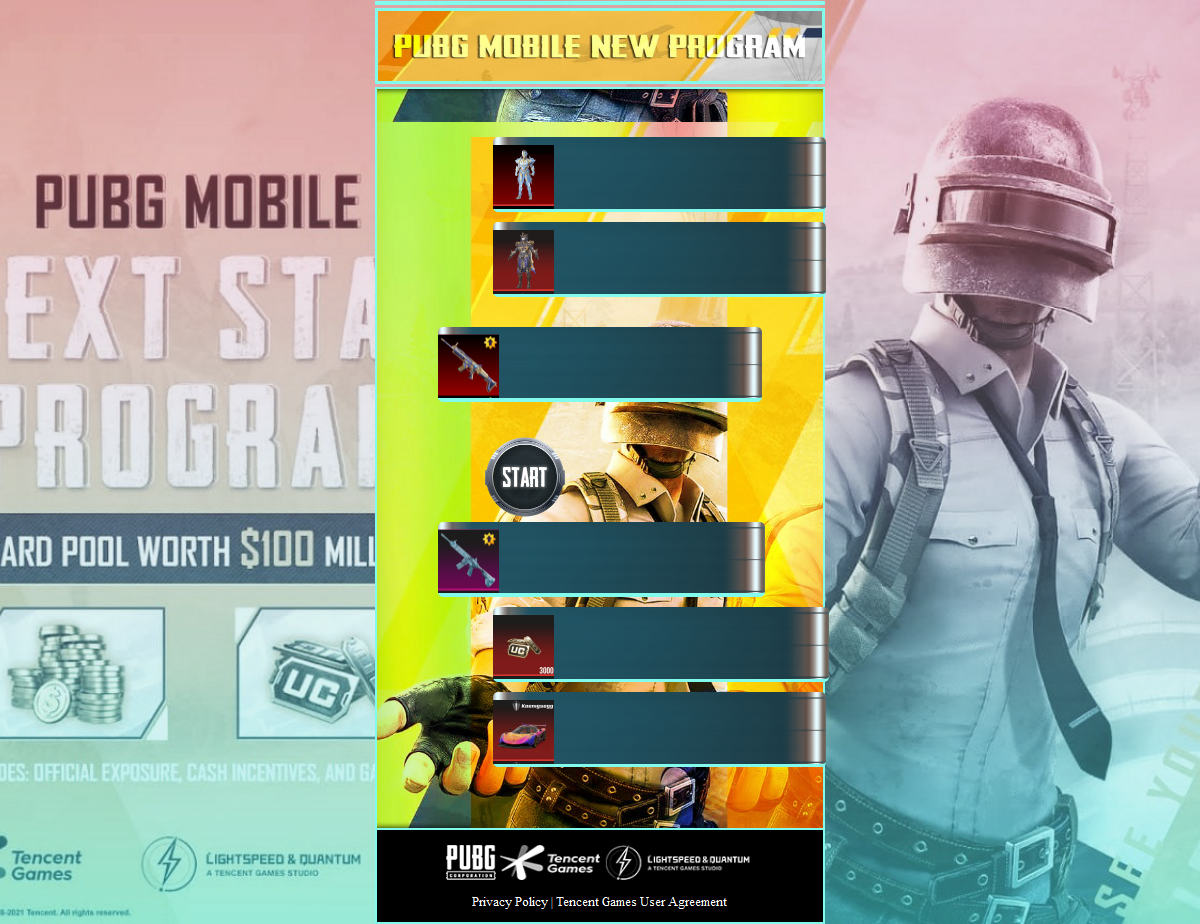 PUBG MOBILE NEW PROGRAM
PUBG MOBILE
EXT STA
PROGRA
ARD POOL WORTH $100 MILL
START
UC
3000
Koenigsegg
UC
DES: OFFICIAL EXPOSURE, CASH INCENTIVES, AND GA
Tencent
Games
LIGHTSPEED & QUANTUM
A TENCENT GAMES STUDIO
8-2021 Tencent. All rights reserved.
PUBG
CORPORATION
Tencent
Games
LIGHTSPEED & QUANTUM
A TENCENT GAMES STUDIO
Privacy Policy | Tencent Games User Agreement